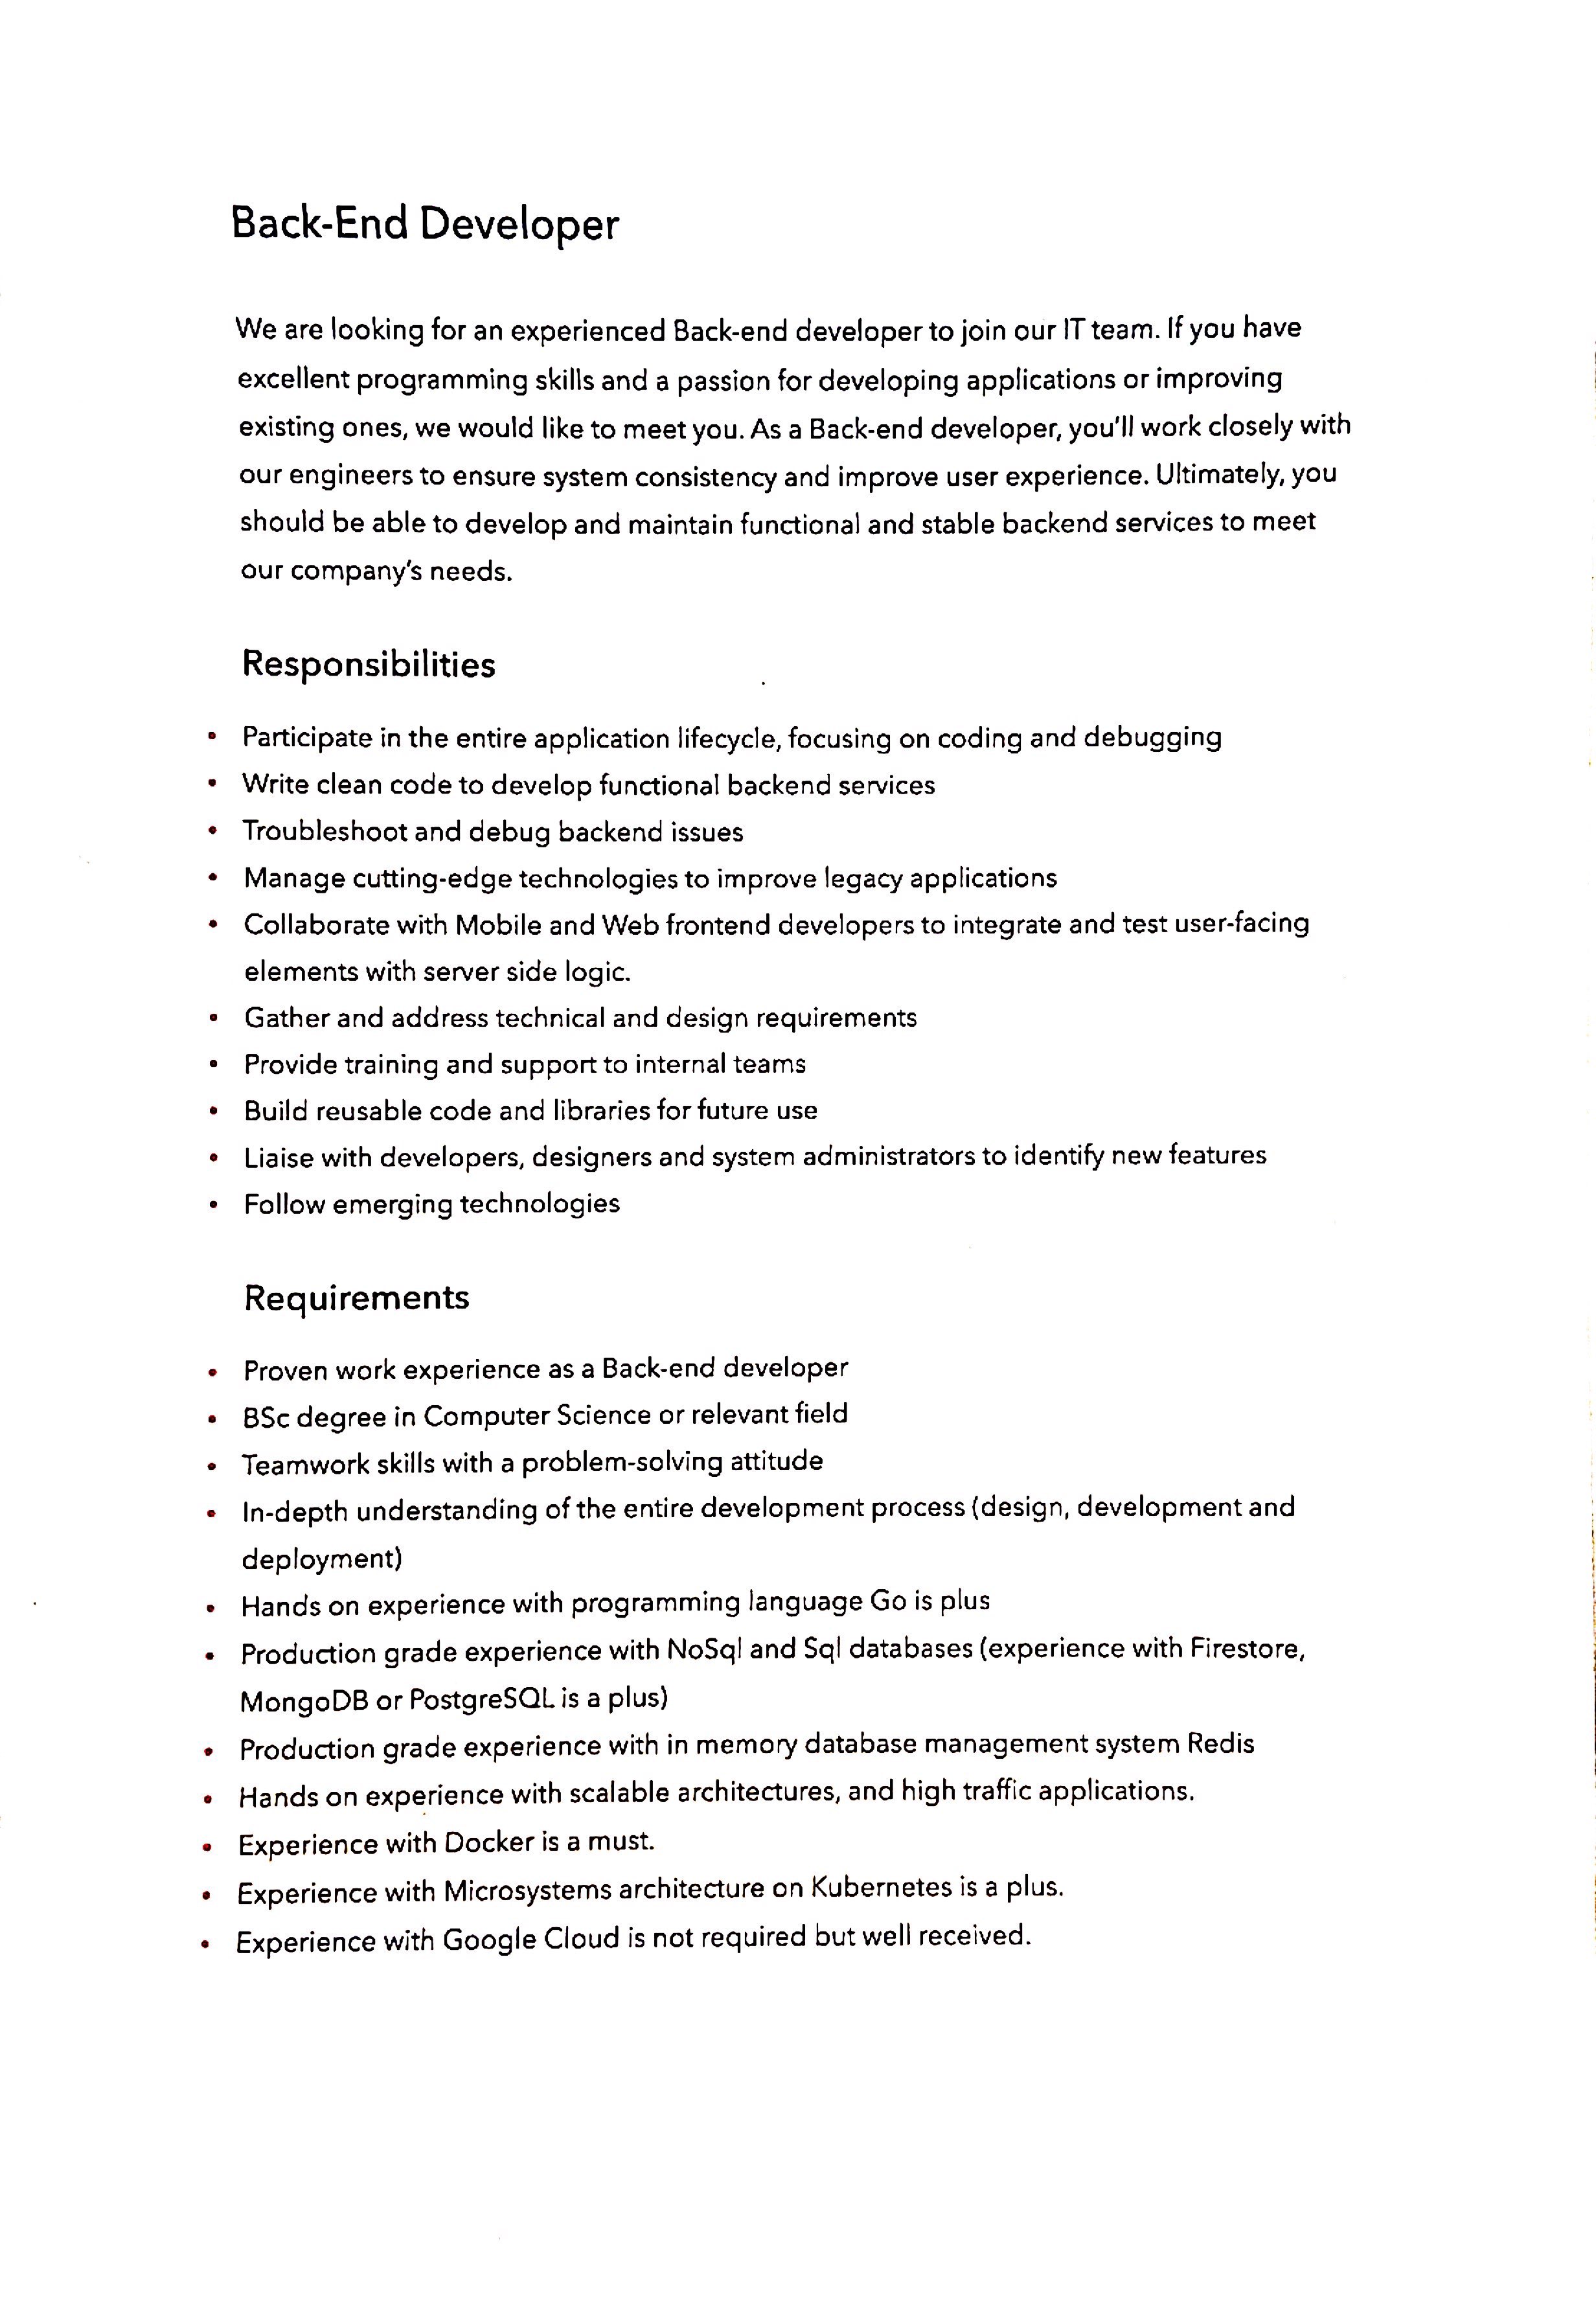 Back-End Developer
We are looking for an experienced Back-end developer to join our IT team. If you have
excellent programming skills and a passion for developing applications or improving
existing ones, we would like to meet you. As a Back-end developer, you'll work closely with
our engineers to ensure system consistency and improve user experience. Ultimately, you
should be able to develop and maintain functional and stable backend services to meet
our company's needs.
Responsibilities
• Participate in the entire application lifecycle, focusing on coding and debugging
• Write clean code to develop functional backend services
• Troubleshoot and debug backend issues
• Manage cutting-edge technologies to improve legacy applications
• Collaborate with Mobile and Web frontend developers to integrate and test user-facing
elements with server side logic.
• Gather and address technical and design requirements
• Provide training and support to internal teams
• Build reusable code and libraries for future use
• Liaise with developers, designers and system administrators to identify new features
• Follow emerging technologies
Requirements
• Proven work experience as a Back-end developer
• BSc degree in Computer Science or relevant field
• Teamwork skills with a problem-solving attitude
• In-depth understanding of the entire development process (design, development and
deployment)
• Hands on experience with programming language Go is plus
• Production grade experience with NoSql and Sql databases (experience with Firestore,
MongoDB or PostgreSQL is a plus)
• Production grade experience with in memory database management system Redis
• Hands on experience with scalable architectures, and high traffic applications.
• Experience with Docker is a must.
• Experience with Microsystems architecture on Kubernetes is a plus.
• Experience with Google Cloud is not required but well received.